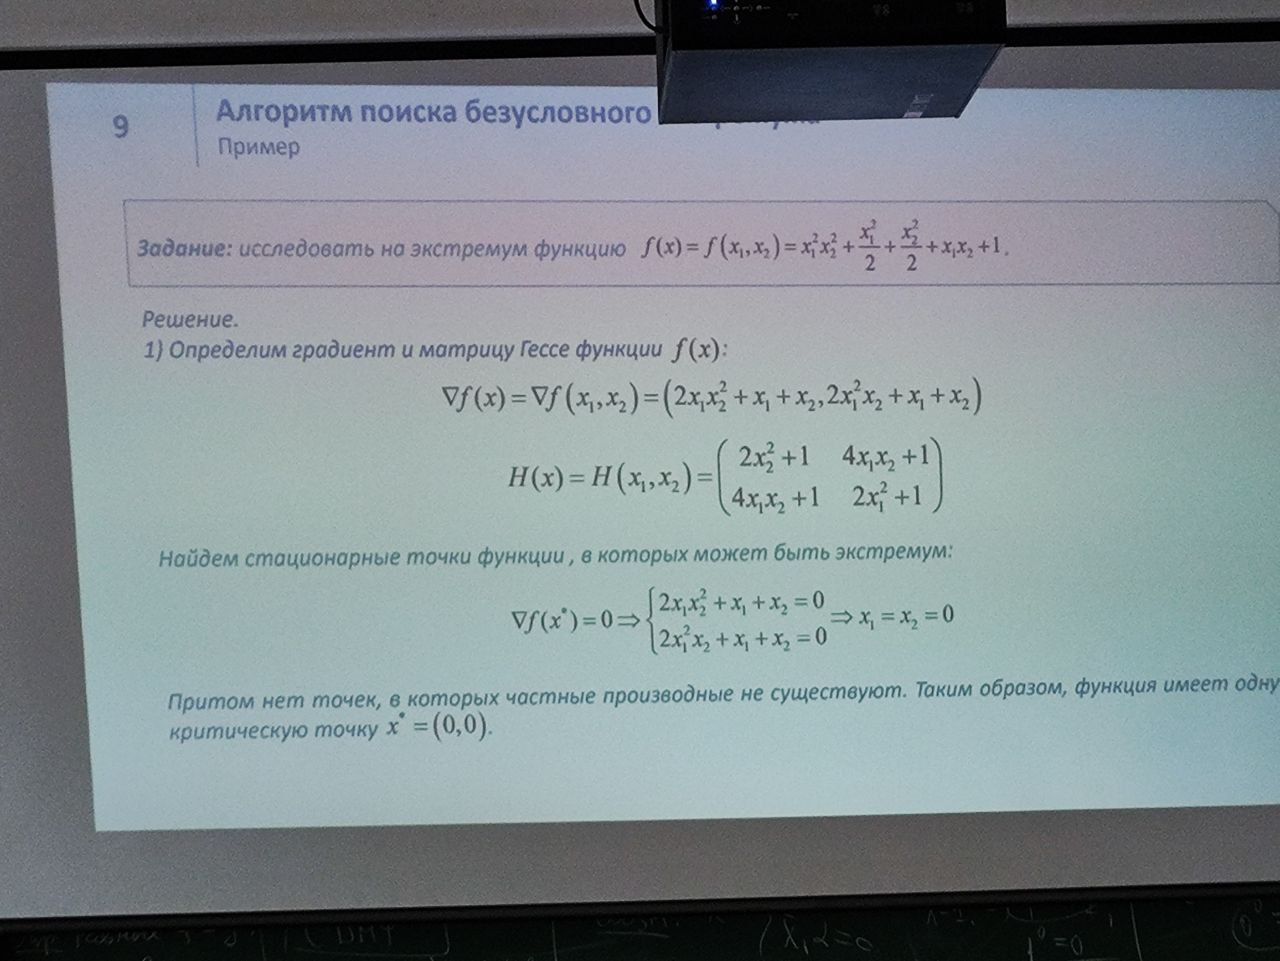 9
Алгоритм поиска безусловного
Пример
Задание: исследовать на экстремум функцию f(x) = f(x₁, x₂) = x₁²x₂² + x₁²/2 + x₂²/2 + x₁x₂ + 1.
Решение.
1) Определим градиент и матрицу Гессе функции f(x):
∇f(x) = ∇f(x₁, x₂) = (2x₁x₂² + x₁ + x₂, 2x₁²x₂ + x₁ + x₂)
H(x) = H(x₁, x₂) = (2x₂² + 1 4x₁x₂ + 1
4x₁x₂ + 1 2x₁² + 1)
Найдем стационарные точки функции, в которых может быть экстремум:
∇f(x*) = 0 ⇒ {2x₁x₂² + x₁ + x₂ = 0
2x₁²x₂ + x₁ + x₂ = 0 ⇒ x₁ = x₂ = 0
Притом нет точек, в которых частные производные не существуют. Таким образом, функция имеет одну
критическую точку x* = (0,0).